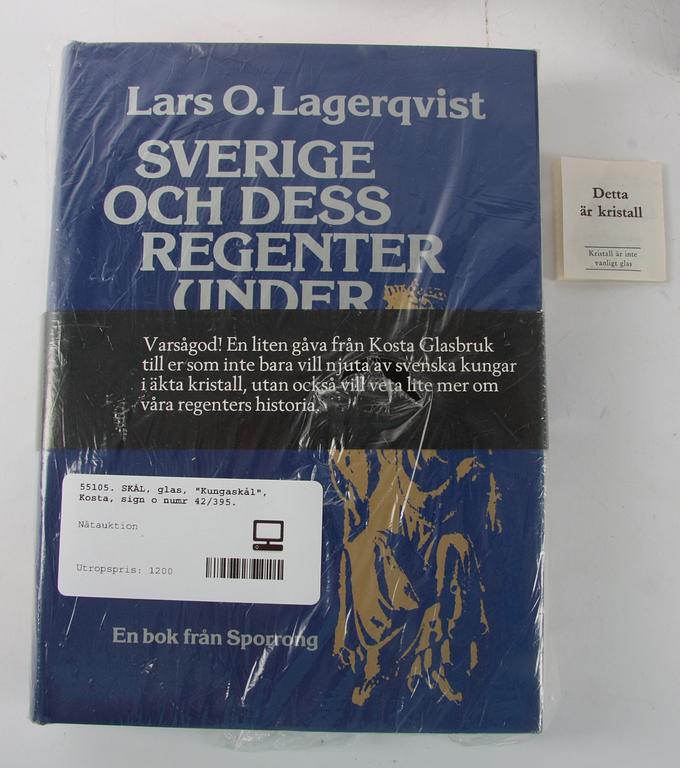 Lars O. Lagerqvist
SVERIGE
OCH DESS
REGENTER
UNDER
Varsågod! En liten gåva från Kosta Glasbruk
till er som inte bara vill njuta av svenska kungar
i äkta kristall, utan också vill veta lite mer om
våra regenters historia.
55105. SKÅL, glas, "Kungaskål",
Kosta, sign o numr 42/395.
Nätauktion
Utropspris: 1200
En bok från Sporrong
Detta
är kristall
Kristall är inte
vanligt glas